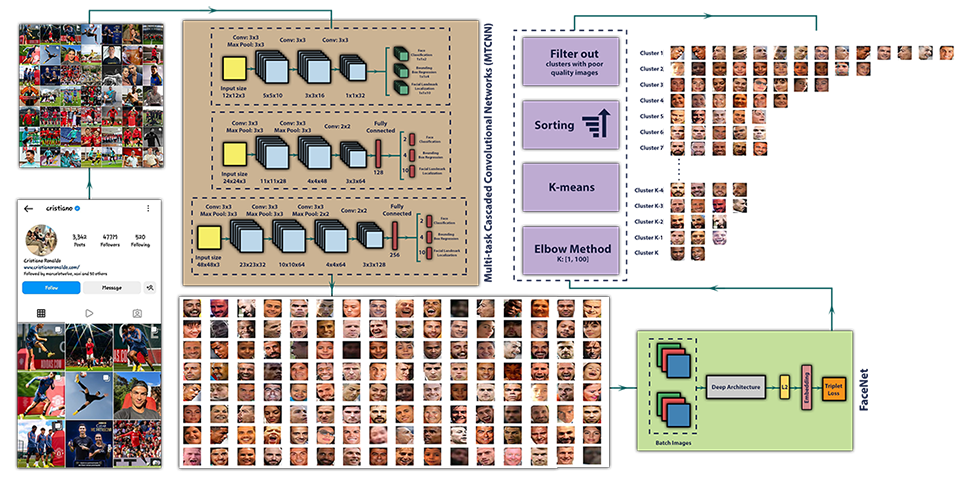 cristiano
3,342 Posts
477M Followers
520 Following
Cristiano Ronaldo
www.cristianoronaldo.com/
Followed by
and 50 others
Follow
Message
Multi-task Cascaded Convolutional Networks (MTCNN)
Conv: 3x3
Max Pool: 3x3
Conv: 3x3
Conv: 3x3
Input size
12x12x3
5x5x10
3x3x16
1x1x32
Face
Classification
1x1x2
Bounding
Box Regression
1x1x4
Facial Landmark
Localization
1x1x10
Conv: 3x3
Max Pool: 3x3
Conv: 3x3
Max Pool: 3x3
Conv: 2x2
Fully
Connected
Input size
24x24x3
11x11x28
4x4x48
3x3x64
128
2
Face
Classification
4
Bounding
Box Regression
10
Facial Landmark
Localization
Conv: 3x3
Max Pool: 3x3
Conv: 3x3
Max Pool: 3x3
Conv: 3x3
Max Pool: 2x2
Conv: 2x2
Fully
Connected
Input size
48x48x3
23x23x32
10x10x64
4x4x64
3x3x128
256
2
Face
Classification
4
Bounding
Box Regression
10
Facial Landmark
Localization
Filter out
clusters with poor
quality images
Sorting
K-means
Elbow Method
K: [1, 100]
Cluster 1
Cluster 2
Cluster 3
Cluster 4
Cluster 5
Cluster 6
Cluster 7
Cluster K-4
Cluster K-3
Cluster K-2
Cluster K-1
Cluster K
Batch Images
Deep Architecture
L2
Embedding
Triplet
Loss
FaceNet